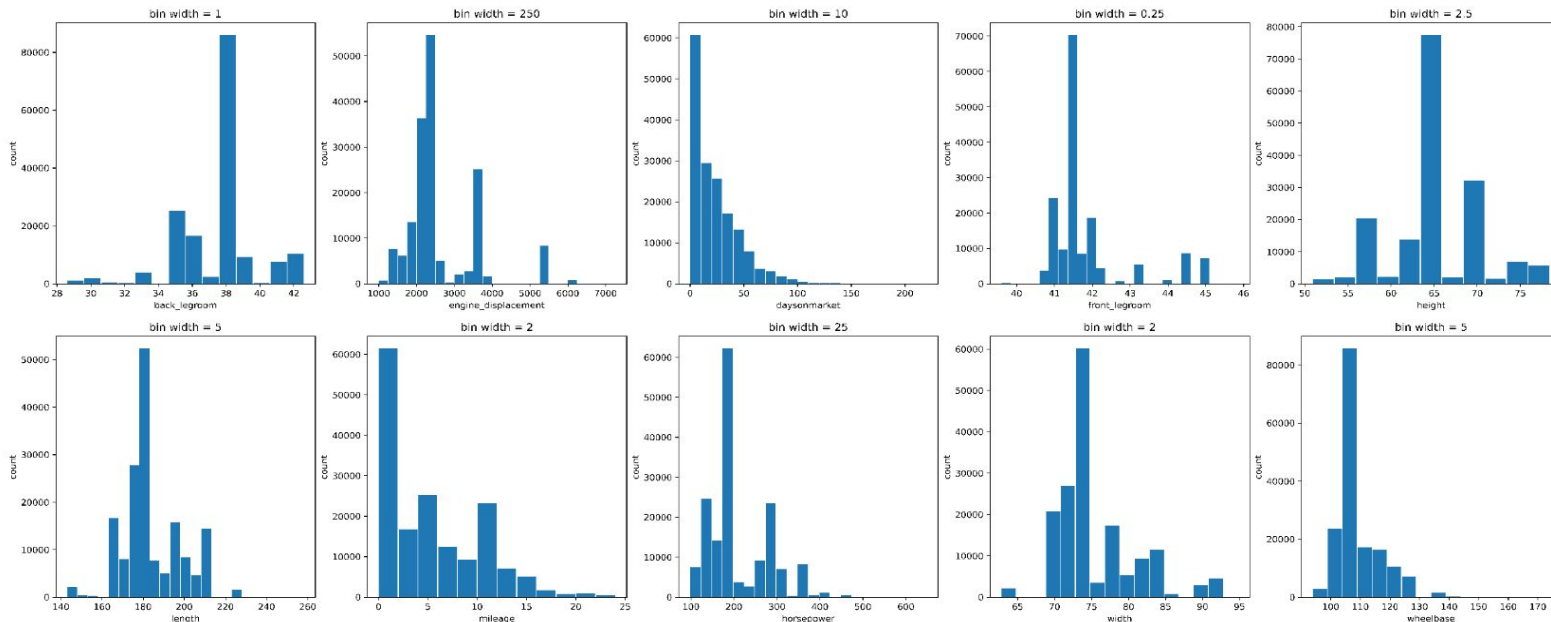 bin width = 1
80000
60000
40000
20000
0
count
28 30 32 34 36 38 40 42
back_legroom
bin width = 250
50000
40000
30000
20000
10000
0
count
1000 2000 3000 4000 5000 6000 7000
engine_displacement
bin width = 10
60000
50000
40000
30000
20000
10000
0
count
0 50 100 150 200
daysonmarket
bin width = 0.25
70000
60000
50000
40000
30000
20000
10000
0
count
40 41 42 43 44 45 46
front_legroom
bin width = 2.5
80000
70000
60000
50000
40000
30000
20000
10000
0
count
50 55 60 65 70 75
height
bin width = 5
50000
40000
30000
20000
10000
0
count
140 160 180 200 220 240 260
length
bin width = 2
60000
50000
40000
30000
20000
10000
0
count
0 5 10 15 20 25
mileage
bin width = 25
60000
50000
40000
30000
20000
10000
0
count
100 200 300 400 500 600
horsepower
bin width = 2
60000
50000
40000
30000
20000
10000
0
count
65 70 75 80 85 90 95
width
bin width = 5
80000
60000
40000
20000
0
count
100 110 120 130 140 150 160 170
wheelbase